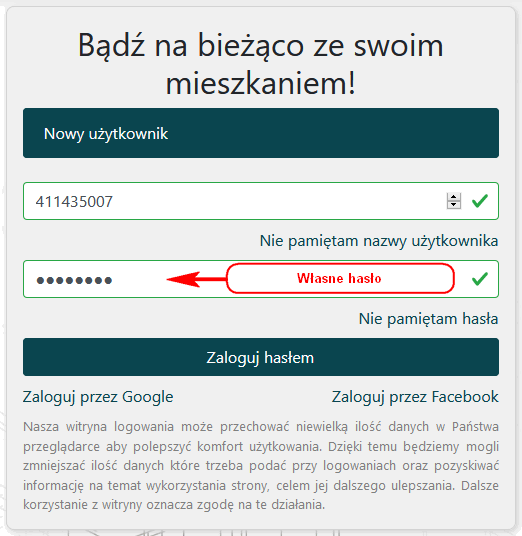 Bądź na bieżąco ze swoim
mieszkaniem!
Nowy użytkownik
411435007
Nie pamiętam nazwy użytkownika
●●●●●●●●
Własne hasło
Nie pamiętam hasła
Zaloguj hasłem
Zaloguj przez Google
Zaloguj przez Facebook
Nasza witryna logowania może przechować niewielką ilość danych w Państwa
przeglądarce aby polepszyć komfort użytkowania. Dzięki temu będziemy mogli
zmniejszać ilość danych które trzeba podać przy logowaniach oraz pozyskiwać
informację na temat wykorzystania strony, celem jej dalszego ulepszania. Dalsze
korzystanie z witryny oznacza zgodę na te działania.